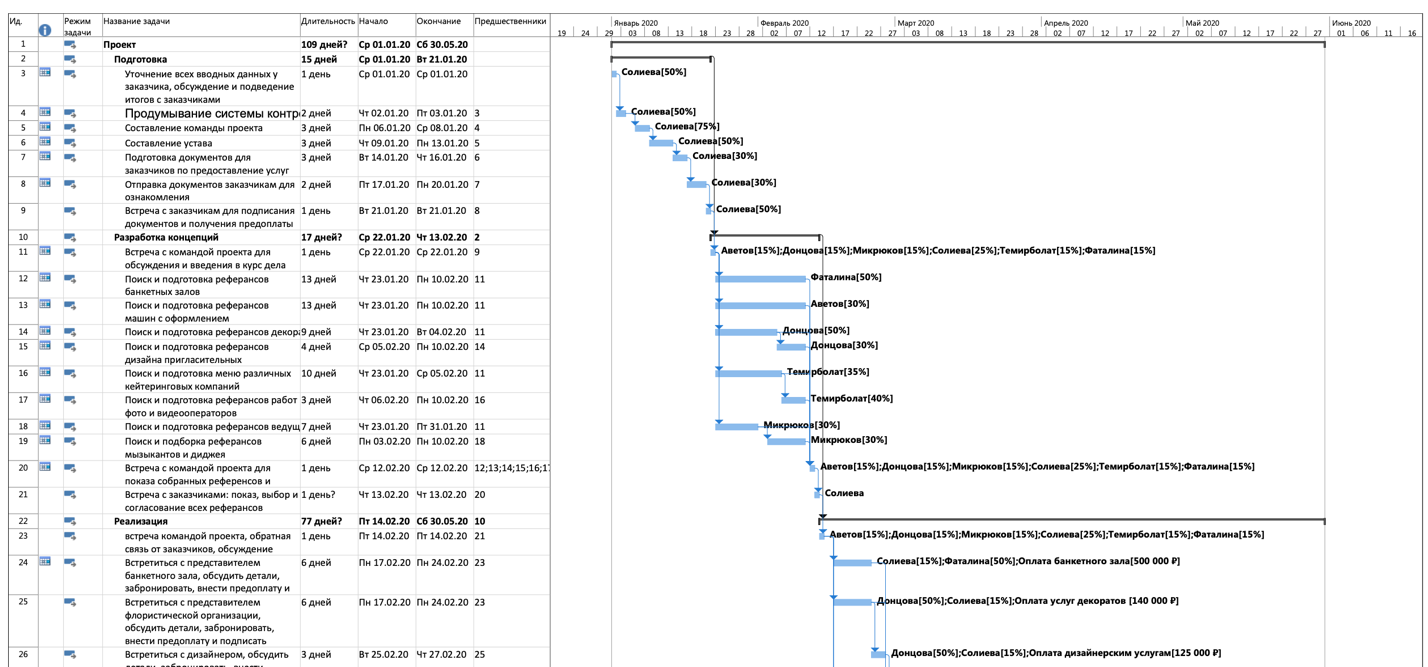 Ид. Режим задачи Название задачи Длительность Начало Окончание Предшественники
Январь 2020 Февраль 2020 Март 2020 Апрель 2020 Май 2020 Июнь 2020
19 24 29 03 08 13 18 23 28 02 07 12 17 22 27 03 08 13 18 23 28 02 07 12 17 22 27 02 07 12 17 22 27 01 06 11 16
1 Проект 109 дней? Ср 01.01.20 Сб 30.05.20
2 Подготовка 15 дней Ср 01.01.20 Вт 21.01.20
3 Уточнение всех вводных данных у 1 день Ср 01.01.20 Ср 01.01.20 Солиева[50%]
заказчика, обсуждение и подведение
итогов с заказчиками
4 Продумывание системы контр 2 дней Чт 02.01.20 Пт 03.01.20 3 Солиева[50%]
5 Составление команды проекта 3 дней Пн 06.01.20 Ср 08.01.20 4 Солиева[75%]
6 Составление устава 3 дней Чт 09.01.20 Пн 13.01.20 5 Солиева[50%]
7 Подготовка документов для 3 дней Вт 14.01.20 Чт 16.01.20 6 Солиева[30%]
заказчиков по предоставление услуг
8 Отправка документов заказчикам для 2 дней Пт 17.01.20 Пн 20.01.20 7 Солиева[30%]
ознакомления
9 Встреча с заказчикам для подписания 1 день Вт 21.01.20 Вт 21.01.20 8 Солиева[50%]
документов и получения предоплаты
10 Разработка концепций 17 дней? Ср 22.01.20 Чт 13.02.20 2
11 Встреча с командой проекта для 1 день Ср 22.01.20 Ср 22.01.20 9 Аветов[15%];Донцова[15%];Микрюков[15%];Солиева[25%];Темирболат[15%];Фаталина[15%]
обсуждения и введения в курс дела
12 Поиск и подготовка референсов 13 дней Чт 23.01.20 Пн 10.02.20 11 Фаталина[50%]
банкетных залов
13 Поиск и подготовка референсов 13 дней Чт 23.01.20 Пн 10.02.20 11 Аветов[30%]
машин с оформлением
14 Поиск и подготовка референсов декор 9 дней Чт 23.01.20 Вт 04.02.20 11 Донцова[50%]
15 Поиск и подготовка референсов 4 дней Ср 05.02.20 Пн 10.02.20 14 Донцова[30%]
дизайна пригласительных
16 Поиск и подготовка меню различных 10 дней Чт 23.01.20 Ср 05.02.20 11 Темирболат[35%]
кейтеринговых компаний
17 Поиск и подготовка референсов работ 3 дней Чт 06.02.20 Пн 10.02.20 16 Темирболат[40%]
фото и видеооператоров
18 Поиск и подготовка референсов ведущ 7 дней Чт 23.01.20 Пт 31.01.20 11 Микрюков[30%]
19 Поиск и подборка референсов 6 дней Пн 03.02.20 Пн 10.02.20 18 Микрюков[30%]
музыкантов и диджея
20 Встреча с командой проекта для 1 день Ср 12.02.20 Ср 12.02.20 12;13;14;15;16;17 Аветов[15%];Донцова[15%];Микрюков[15%];Солиева[25%];Темирболат[15%];Фаталина[15%]
показа собранных референсов и
21 Встреча с заказчиками: показ, выбор и 1 день? Чт 13.02.20 Чт 13.02.20 20 Солиева
согласование всех референсов
22 Реализация 77 дней? Пт 14.02.20 Сб 30.05.20 10
23 встреча командой проекта, обратная 1 день Пт 14.02.20 Пт 14.02.20 21 Аветов[15%];Донцова[15%];Микрюков[15%];Солиева[25%];Темирболат[15%];Фаталина[15%]
связь от заказчиков, обсуждение
24 Встретиться с представителем 6 дней Пн 17.02.20 Пн 24.02.20 23 Солиева[15%];Фаталина[50%];Оплата банкетного зала[500 000 ₽]
банкетного зала, обсудить детали,
забронировать, внести предоплату и
25 Встретиться с представителем 6 дней Пн 17.02.20 Пн 24.02.20 23 Донцова[50%];Солиева[15%];Оплата услуг декоратов [140 000 ₽]
флористической организации,
обсудить детали, забронировать,
внести предоплату и подписать
26 Встретиться с дизайнером, обсудить 3 дней Вт 25.02.20 Чт 27.02.20 25 Донцова[50%];Солиева[15%];Оплата дизайнерским услугам[125 000 ₽]